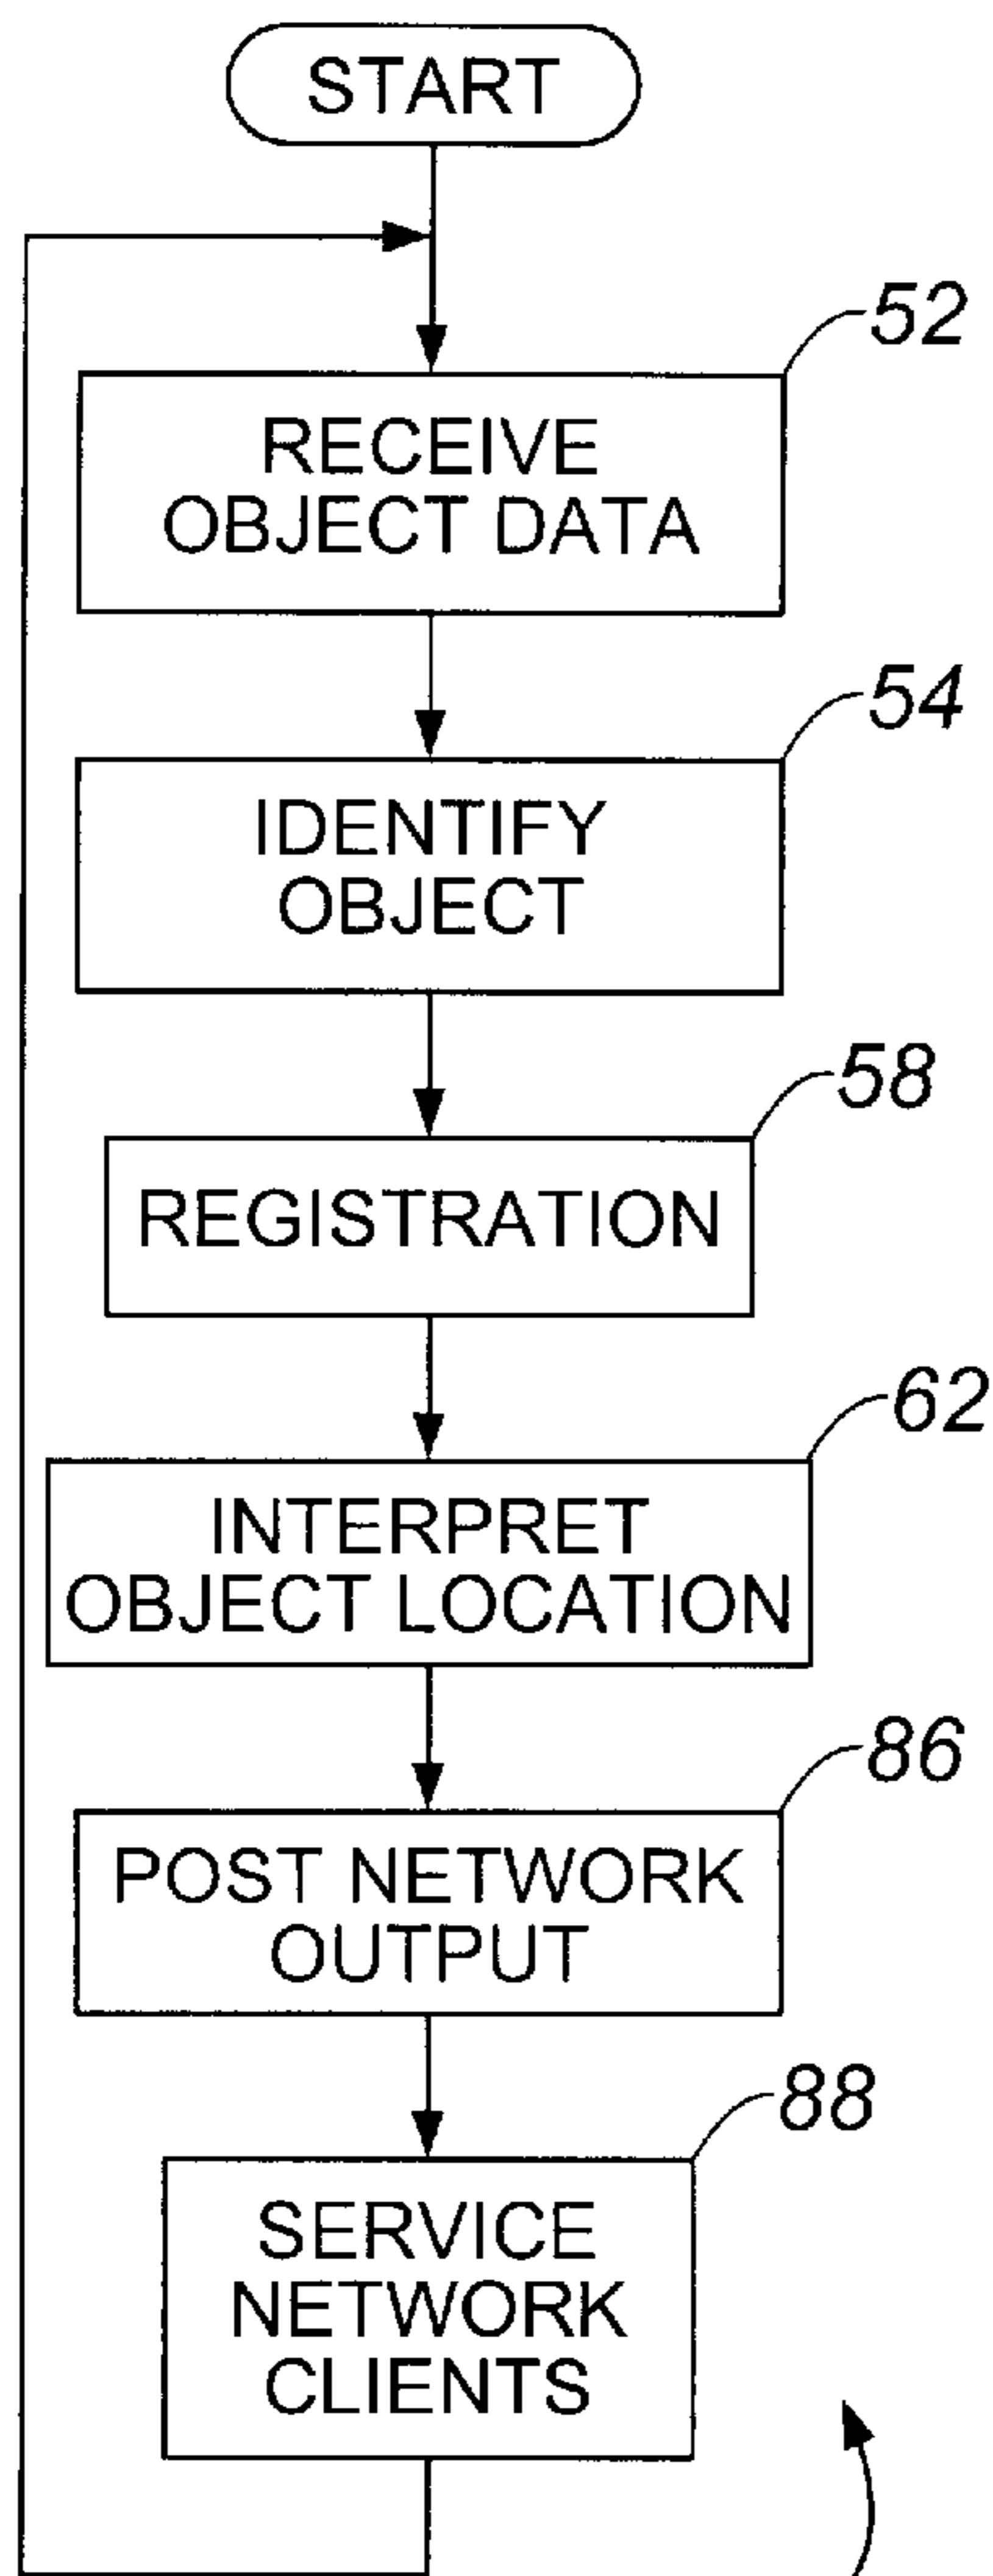 START
52
RECEIVE
OBJECT DATA
54
IDENTIFY
OBJECT
58
REGISTRATION
62
INTERPRET
OBJECT LOCATION
86
POST NETWORK
OUTPUT
88
SERVICE
NETWORK
CLIENTS